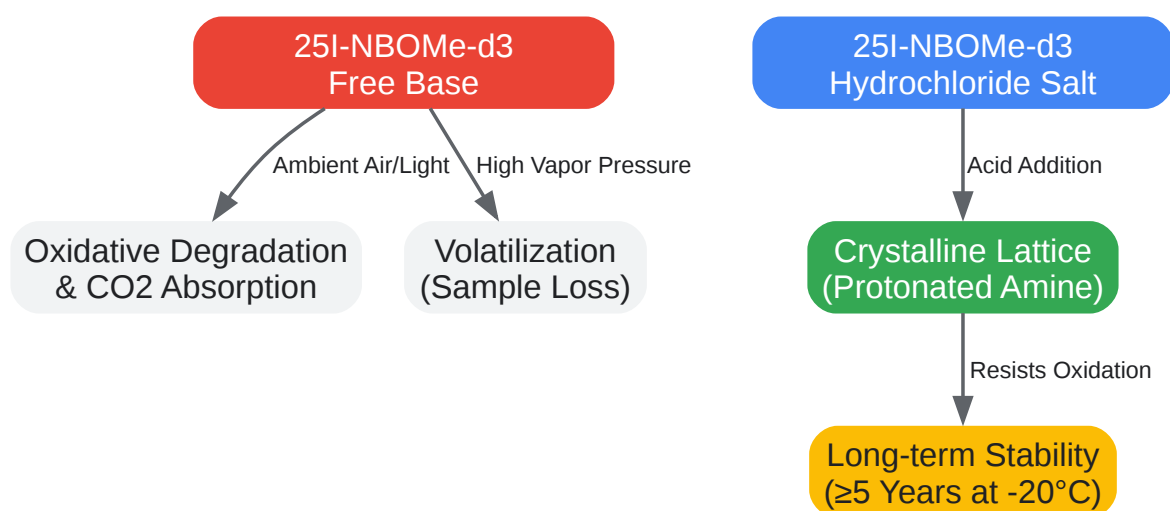 25I-NBOMe-d3
Free Base
Ambient Air/Light
High Vapor Pressure
Oxidative Degradation
& CO2 Absorption
Volatilization
(Sample Loss)
25I-NBOMe-d3
Hydrochloride Salt
Acid Addition
Crystalline Lattice
(Protonated Amine)
Resists Oxidation
Long-term Stability
(≥5 Years at -20°C)